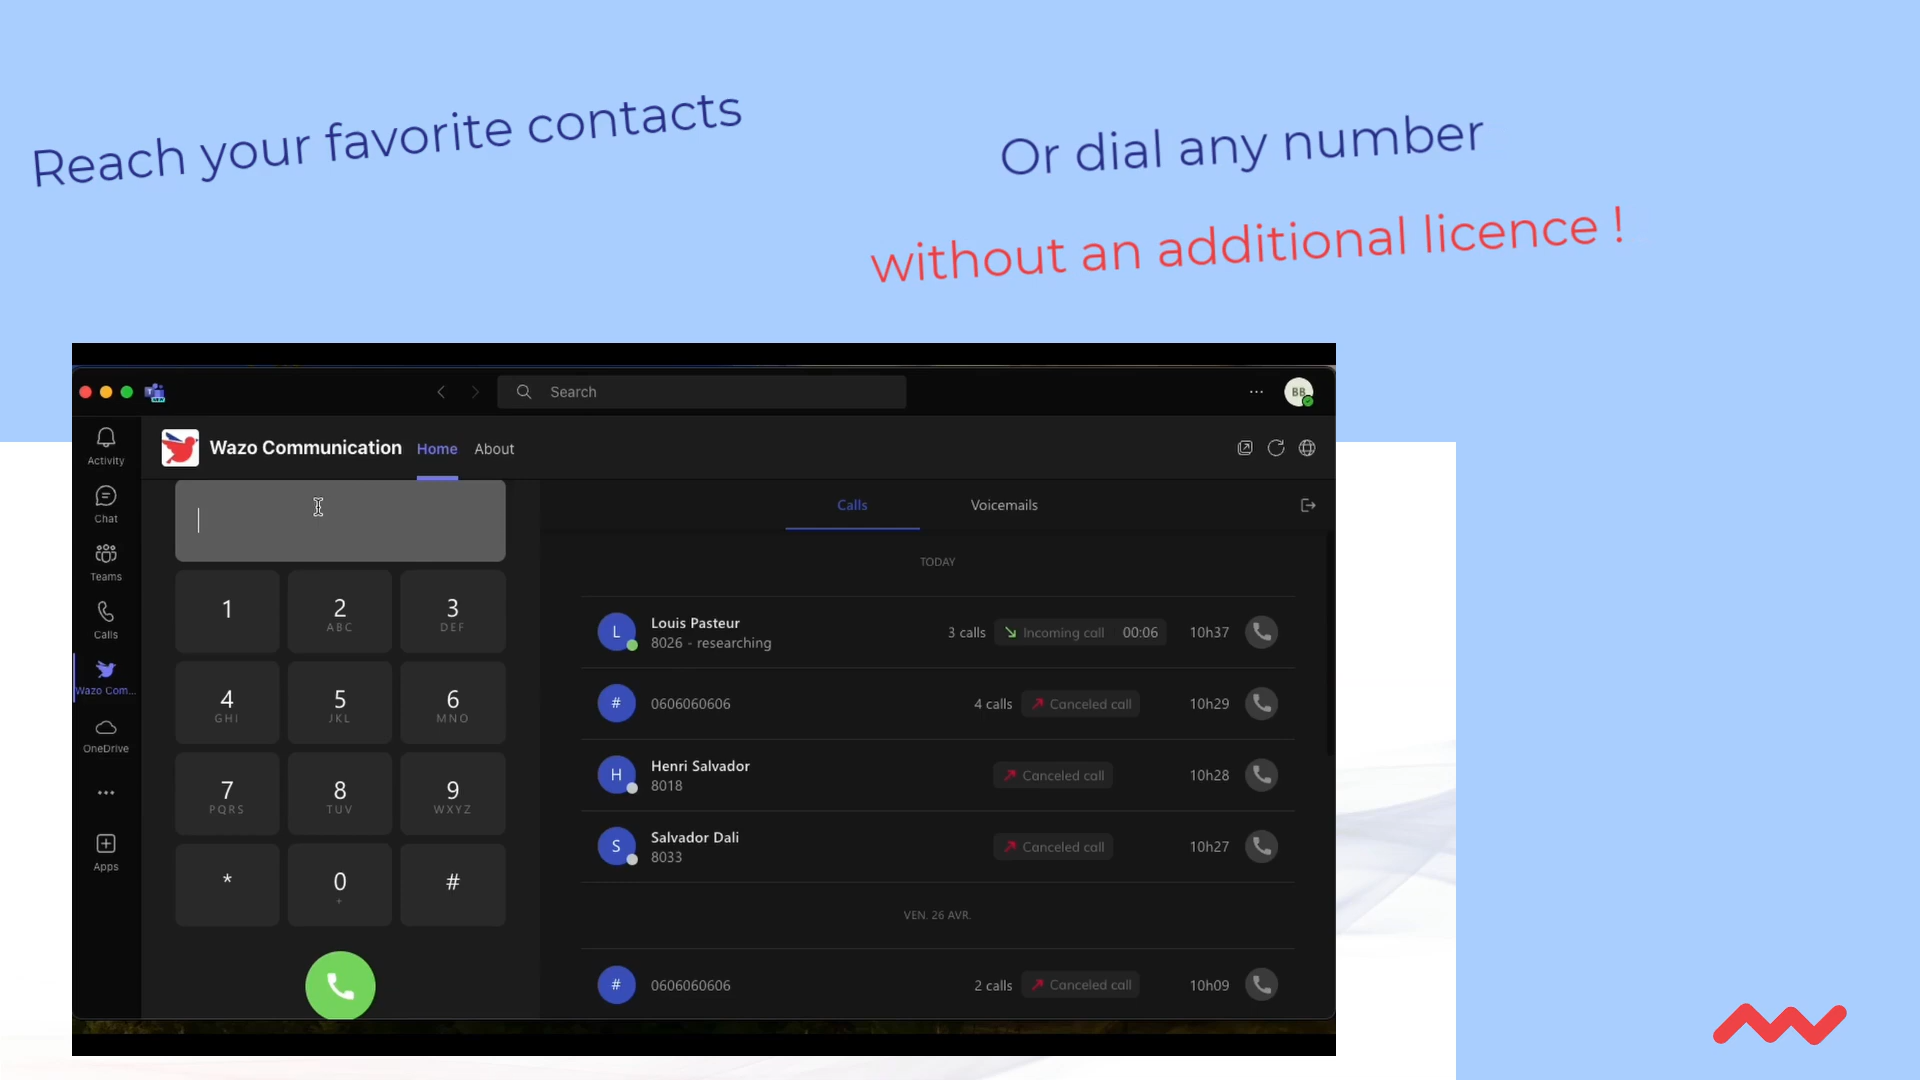 Reach your favorite contacts
Or dial any number
without an additional licence !
Search
BB
Wazo Communication
Home
About
Activity
Chat
Teams
Calls
Wazo Com...
OneDrive
Apps
1
2
ABC
3
DEF
4
GHI
5
JKL
6
MNO
7
PQRS
8
TUV
9
WXYZ
*
0
+
#
Calls
Voicemails
TODAY
L
Louis Pasteur
8026 - researching
3 calls
Incoming call 00:06
10h37
#
0606060606
4 calls
Canceled call
10h29
H
Henri Salvador
8018
Canceled call
10h28
S
Salvador Dali
8033
Canceled call
10h27
VEN. 26 AVR.
#
0606060606
2 calls
Canceled call
10h09